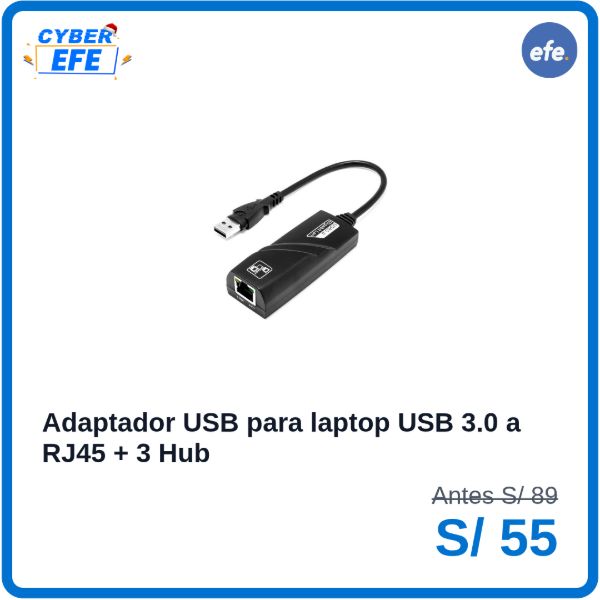 CYBER
EFE
efe.
Adaptador USB para laptop USB 3.0 a
RJ45 + 3 Hub
Antes S/ 89
S/ 55